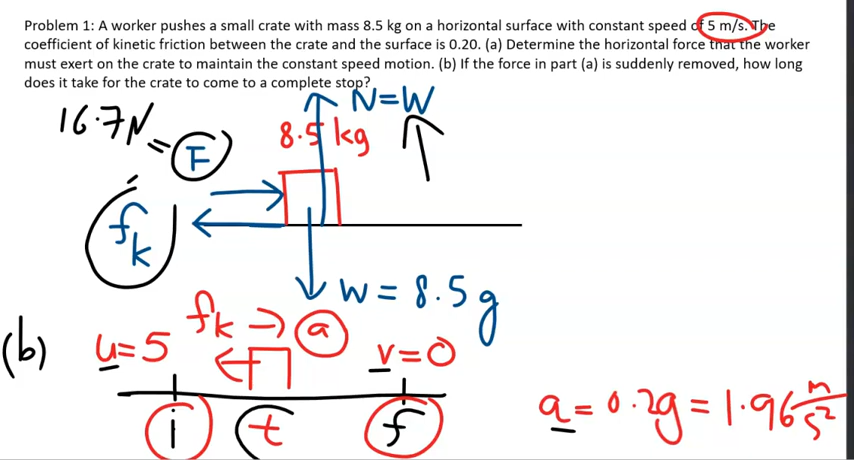 Problem 1: A worker pushes a small crate with mass 8.5 kg on a horizontal surface with constant speed of 5 m/s. The
coefficient of kinetic friction between the crate and the surface is 0.20. (a) Determine the horizontal force that the worker
must exert on the crate to maintain the constant speed motion. (b) If the force in part (a) is suddenly removed, how long
does it take for the crate to come to a complete stop?
N=W
16.7N = F
8.5 kg
fk
W = 8.5g
(b) u=5 fk → a v=0
i t f
a = 0.2g = 1.96 m/s²